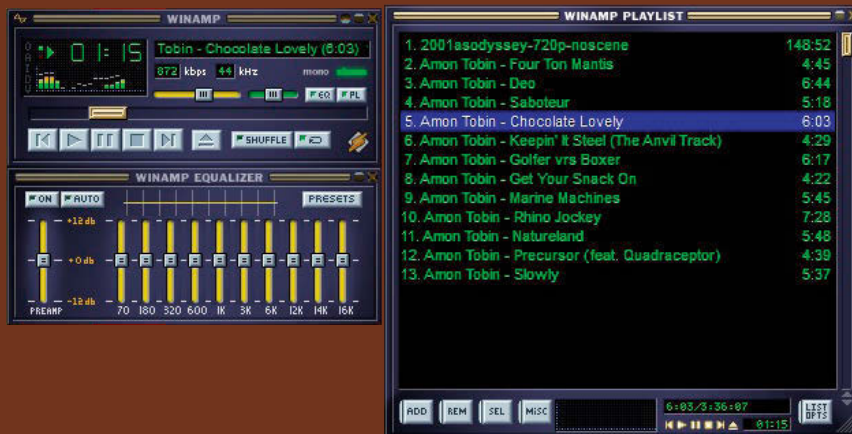 WINAMP
01:15
Tobin - Chocolate Lovely (6:03)
O
A
I
D
V
872 kbps 44 kHz mono
EQ PL
SHUFFLE
WINAMP EQUALIZER
ON AUTO PRESETS
+12db
+0db
-12db
PREAMP 70 180 320 600 1K 3K 6K 12K 14K 16K
WINAMP PLAYLIST
1. 2001asodyssey-720p-noscene 148:52
2. Amon Tobin - Four Ton Mantis 4:45
3. Amon Tobin - Deo 6:44
4. Amon Tobin - Saboteur 5:18
5. Amon Tobin - Chocolate Lovely 6:03
6. Amon Tobin - Keepin' It Steel (The Anvil Track) 4:29
7. Amon Tobin - Golfer vrs Boxer 6:17
8. Amon Tobin - Get Your Snack On 4:22
9. Amon Tobin - Marine Machines 5:45
10. Amon Tobin - Rhino Jockey 7:28
11. Amon Tobin - Natureland 5:48
12. Amon Tobin - Precursor (feat. Quadraceptor) 4:39
13. Amon Tobin - Slowly 5:37
ADD REM SEL MISC
6:03/3:36:07
01:15
LIST
OPTS